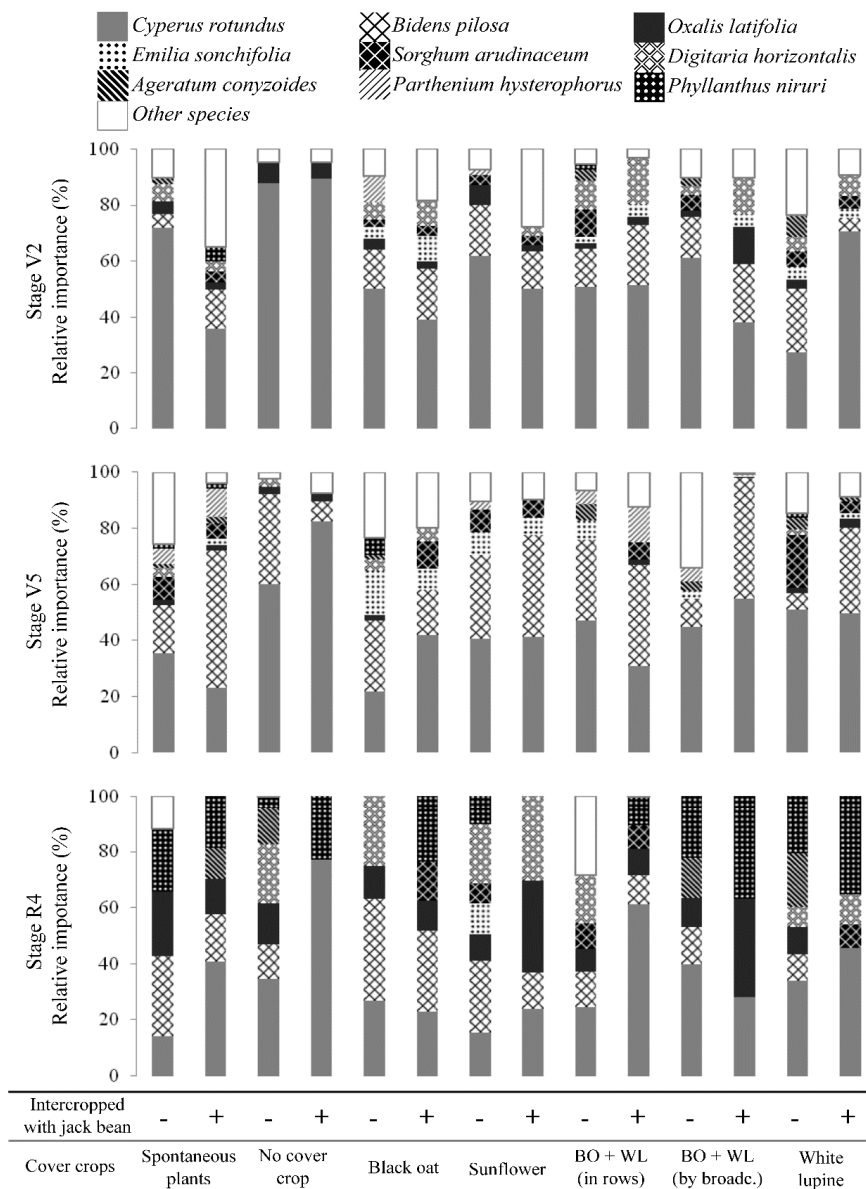 Cyperus rotundus Bidens pilosa Oxalis latifolia
Emilia sonchifolia Sorghum arudinaceum Digitaria horizontalis
Ageratum conyzoides Parthenium hysterophorus Phyllanthus niruri
Other species
Stage V2
Relative importance (%)
100
80
60
40
20
0
Stage V5
Relative importance (%)
100
80
60
40
20
0
Stage R4
Relative impotance (%)
100
80
60
40
20
0
Intercropped
with jack bean
- + - + - + - + - + - + - +
Cover crops
Spontaneous
plants
No cover
crop
Black oat
Sunflower
BO + WL
(in rows)
BO + WL
(by broadc.)
White
lupine